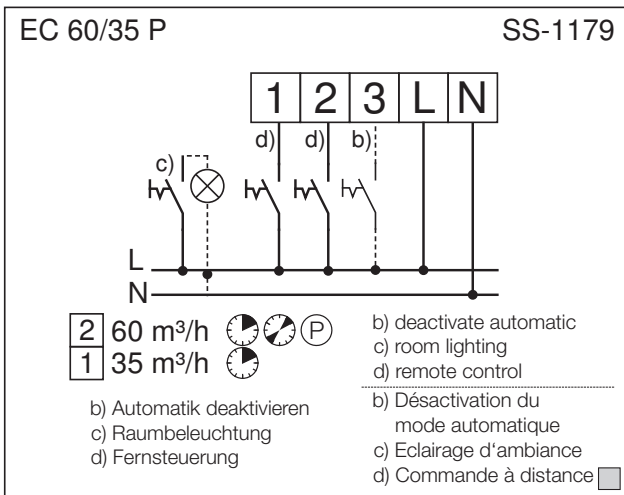 EC 60/35 P SS-1179
1 2 3 L N
d) d) b)
c)
L
N
2 60 m³/h P
1 35 m³/h
b) Automatik deaktivieren
c) Raumbeleuchtung
d) Fernsteuerung
b) deactivate automatic
c) room lighting
d) remote control
b) Désactivation du
mode automatique
c) Eclairage d'ambiance
d) Commande à distance